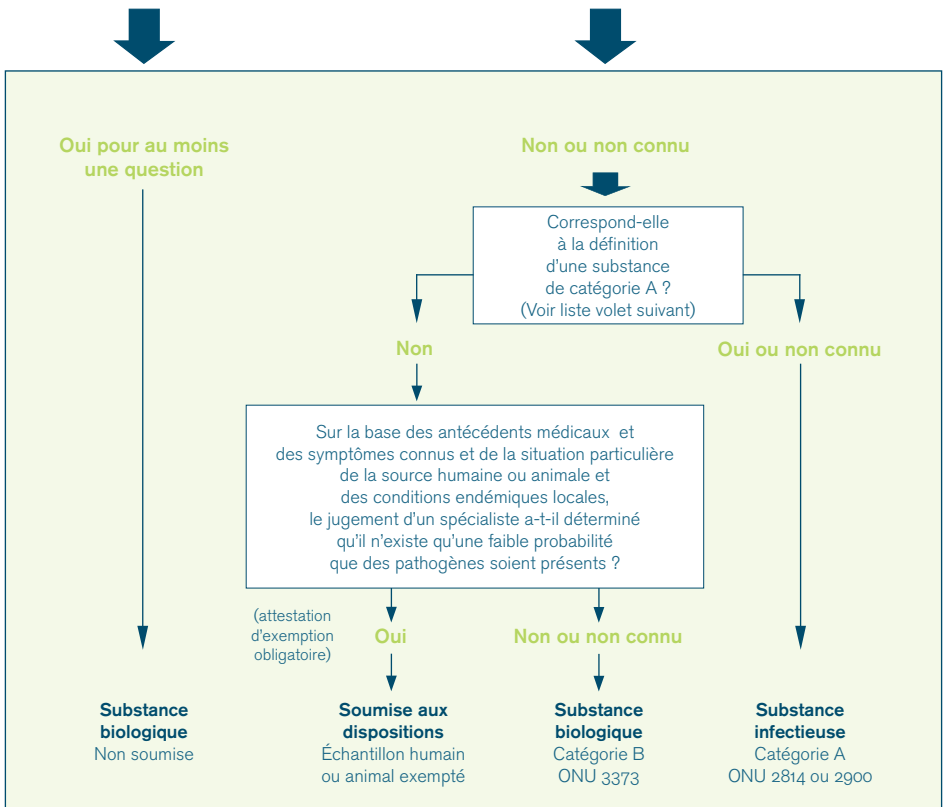 Oui pour au moins
une question
Non ou non connu
Correspond-elle
à la définition
d'une substance
de catégorie A ?
(Voir liste volet suivant)
Non
Oui ou non connu
Sur la base des antécédents médicaux et
des symptômes connus et de la situation particulière
de la source humaine ou animale et
des conditions endémiques locales,
le jugement d'un spécialiste a-t-il déterminé
qu'il n'existe qu'une faible probabilité
que des pathogènes soient présents ?
(attestation
d'exemption
obligatoire)
Oui
Non ou non connu
Substance
biologique
Non soumise
Soumise aux
dispositions
Échantillon humain
ou animal exempté
Substance
biologique
Catégorie B
ONU 3373
Substance
infectieuse
Catégorie A
ONU 2814 ou 2900